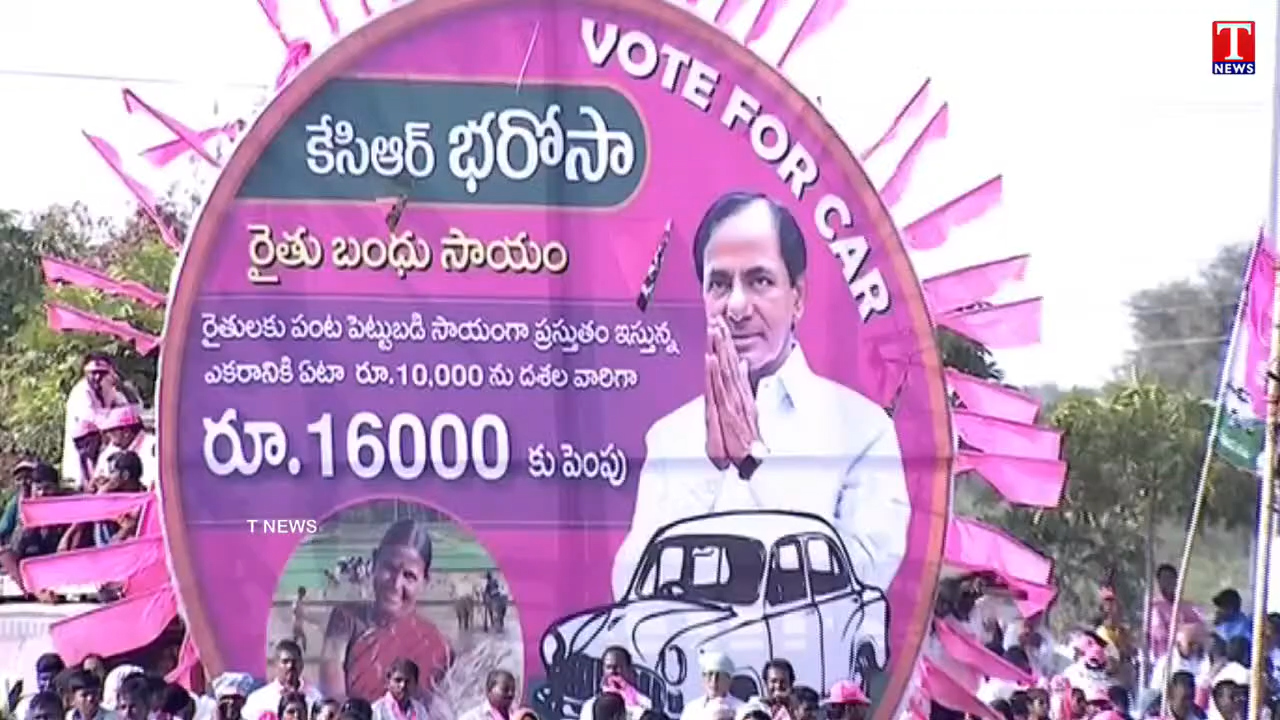 T
NEWS
VOTE FOR CAR
కేసిఆర్ భరోసా
రైతు బంధు సాయం
రైతులకు పంట పెట్టుబడి సాయంగా ప్రస్తుతం ఇస్తున్న
ఎకరానికి ఏటా రూ.10,000 ను దశల వారిగా
రూ.16000 కు పెంపు
T NEWS